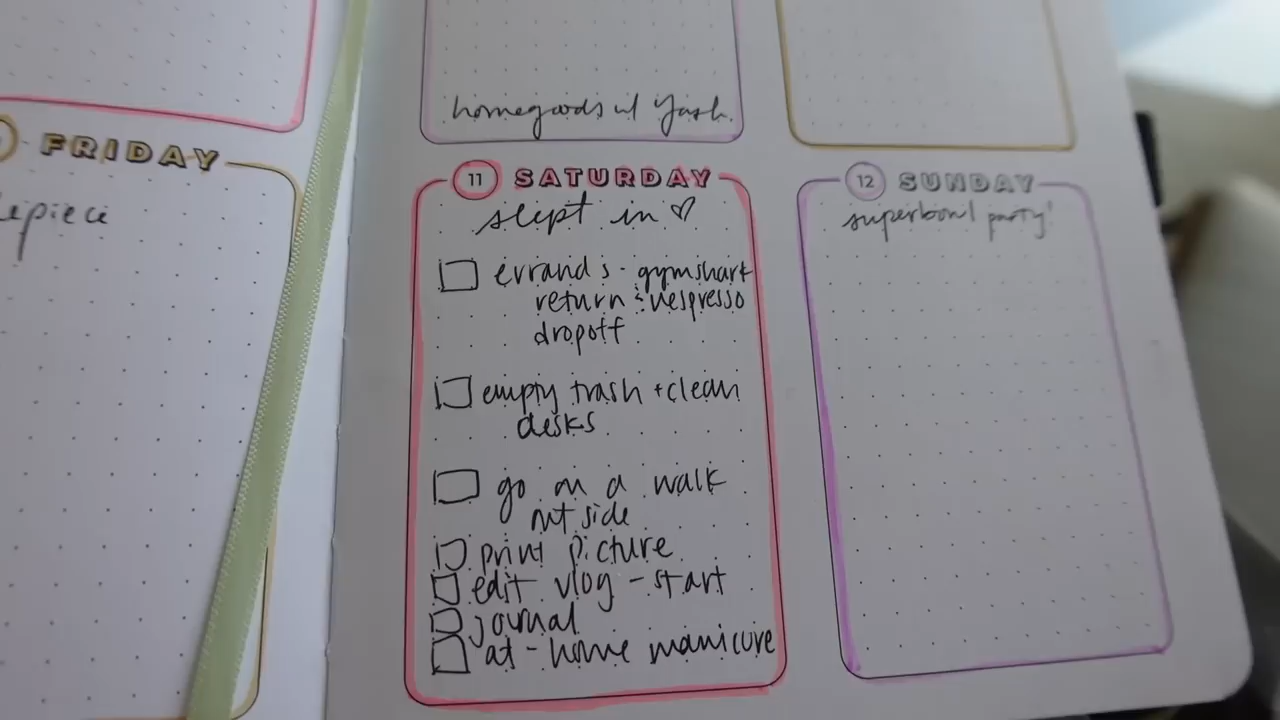 homegoods w/ Yash.
FRIDAY
epiece
11 SATURDAY
slept in ♡
errands - gymshark
return & nespresso
dropoff
empty trash + clean
desks
go on a walk
outside
print picture
edit vlog - start
journal
at-home manicure
12 SUNDAY
superbowl party!